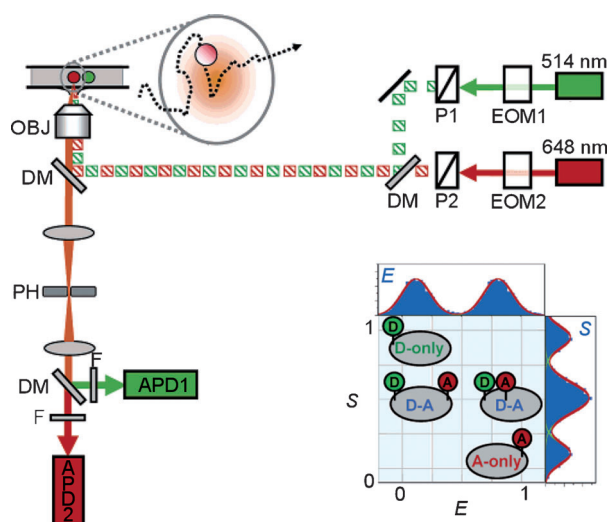 514 nm
P1
EOM1
OBJ
648 nm
DM
DM
P2
EOM2
PH
DM
F
APD1
F
APD2
E
S
1
D
D-only
D
A
D-A
D
A
D-A
A
A-only
S
0
0
1
E